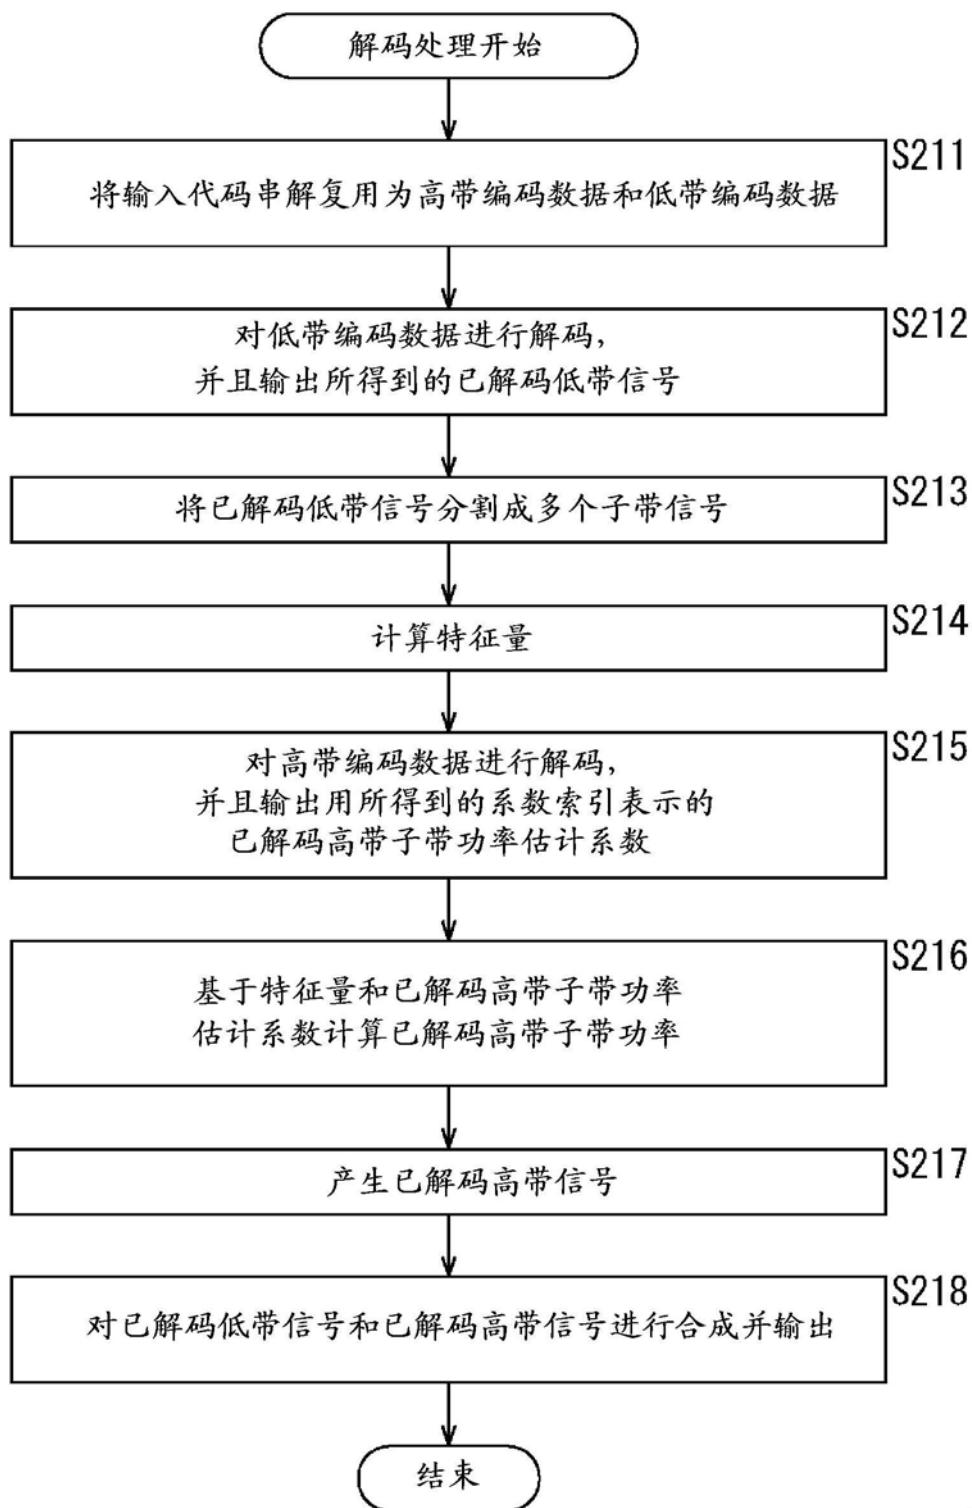 解码处理开始
S211
将输入代码串解复用为高带编码数据和低带编码数据
S212
对低带编码数据进行解码，
并且输出所得到的已解码低带信号
S213
将已解码低带信号分割成多个子带信号
S214
计算特征量
S215
对高带编码数据进行解码，
并且输出用所得到的系数索引表示的
已解码高带子带功率估计系数
S216
基于特征量和已解码高带子带功率
估计系数计算已解码高带子带功率
S217
产生已解码高带信号
S218
对已解码低带信号和已解码高带信号进行合成并输出
结束